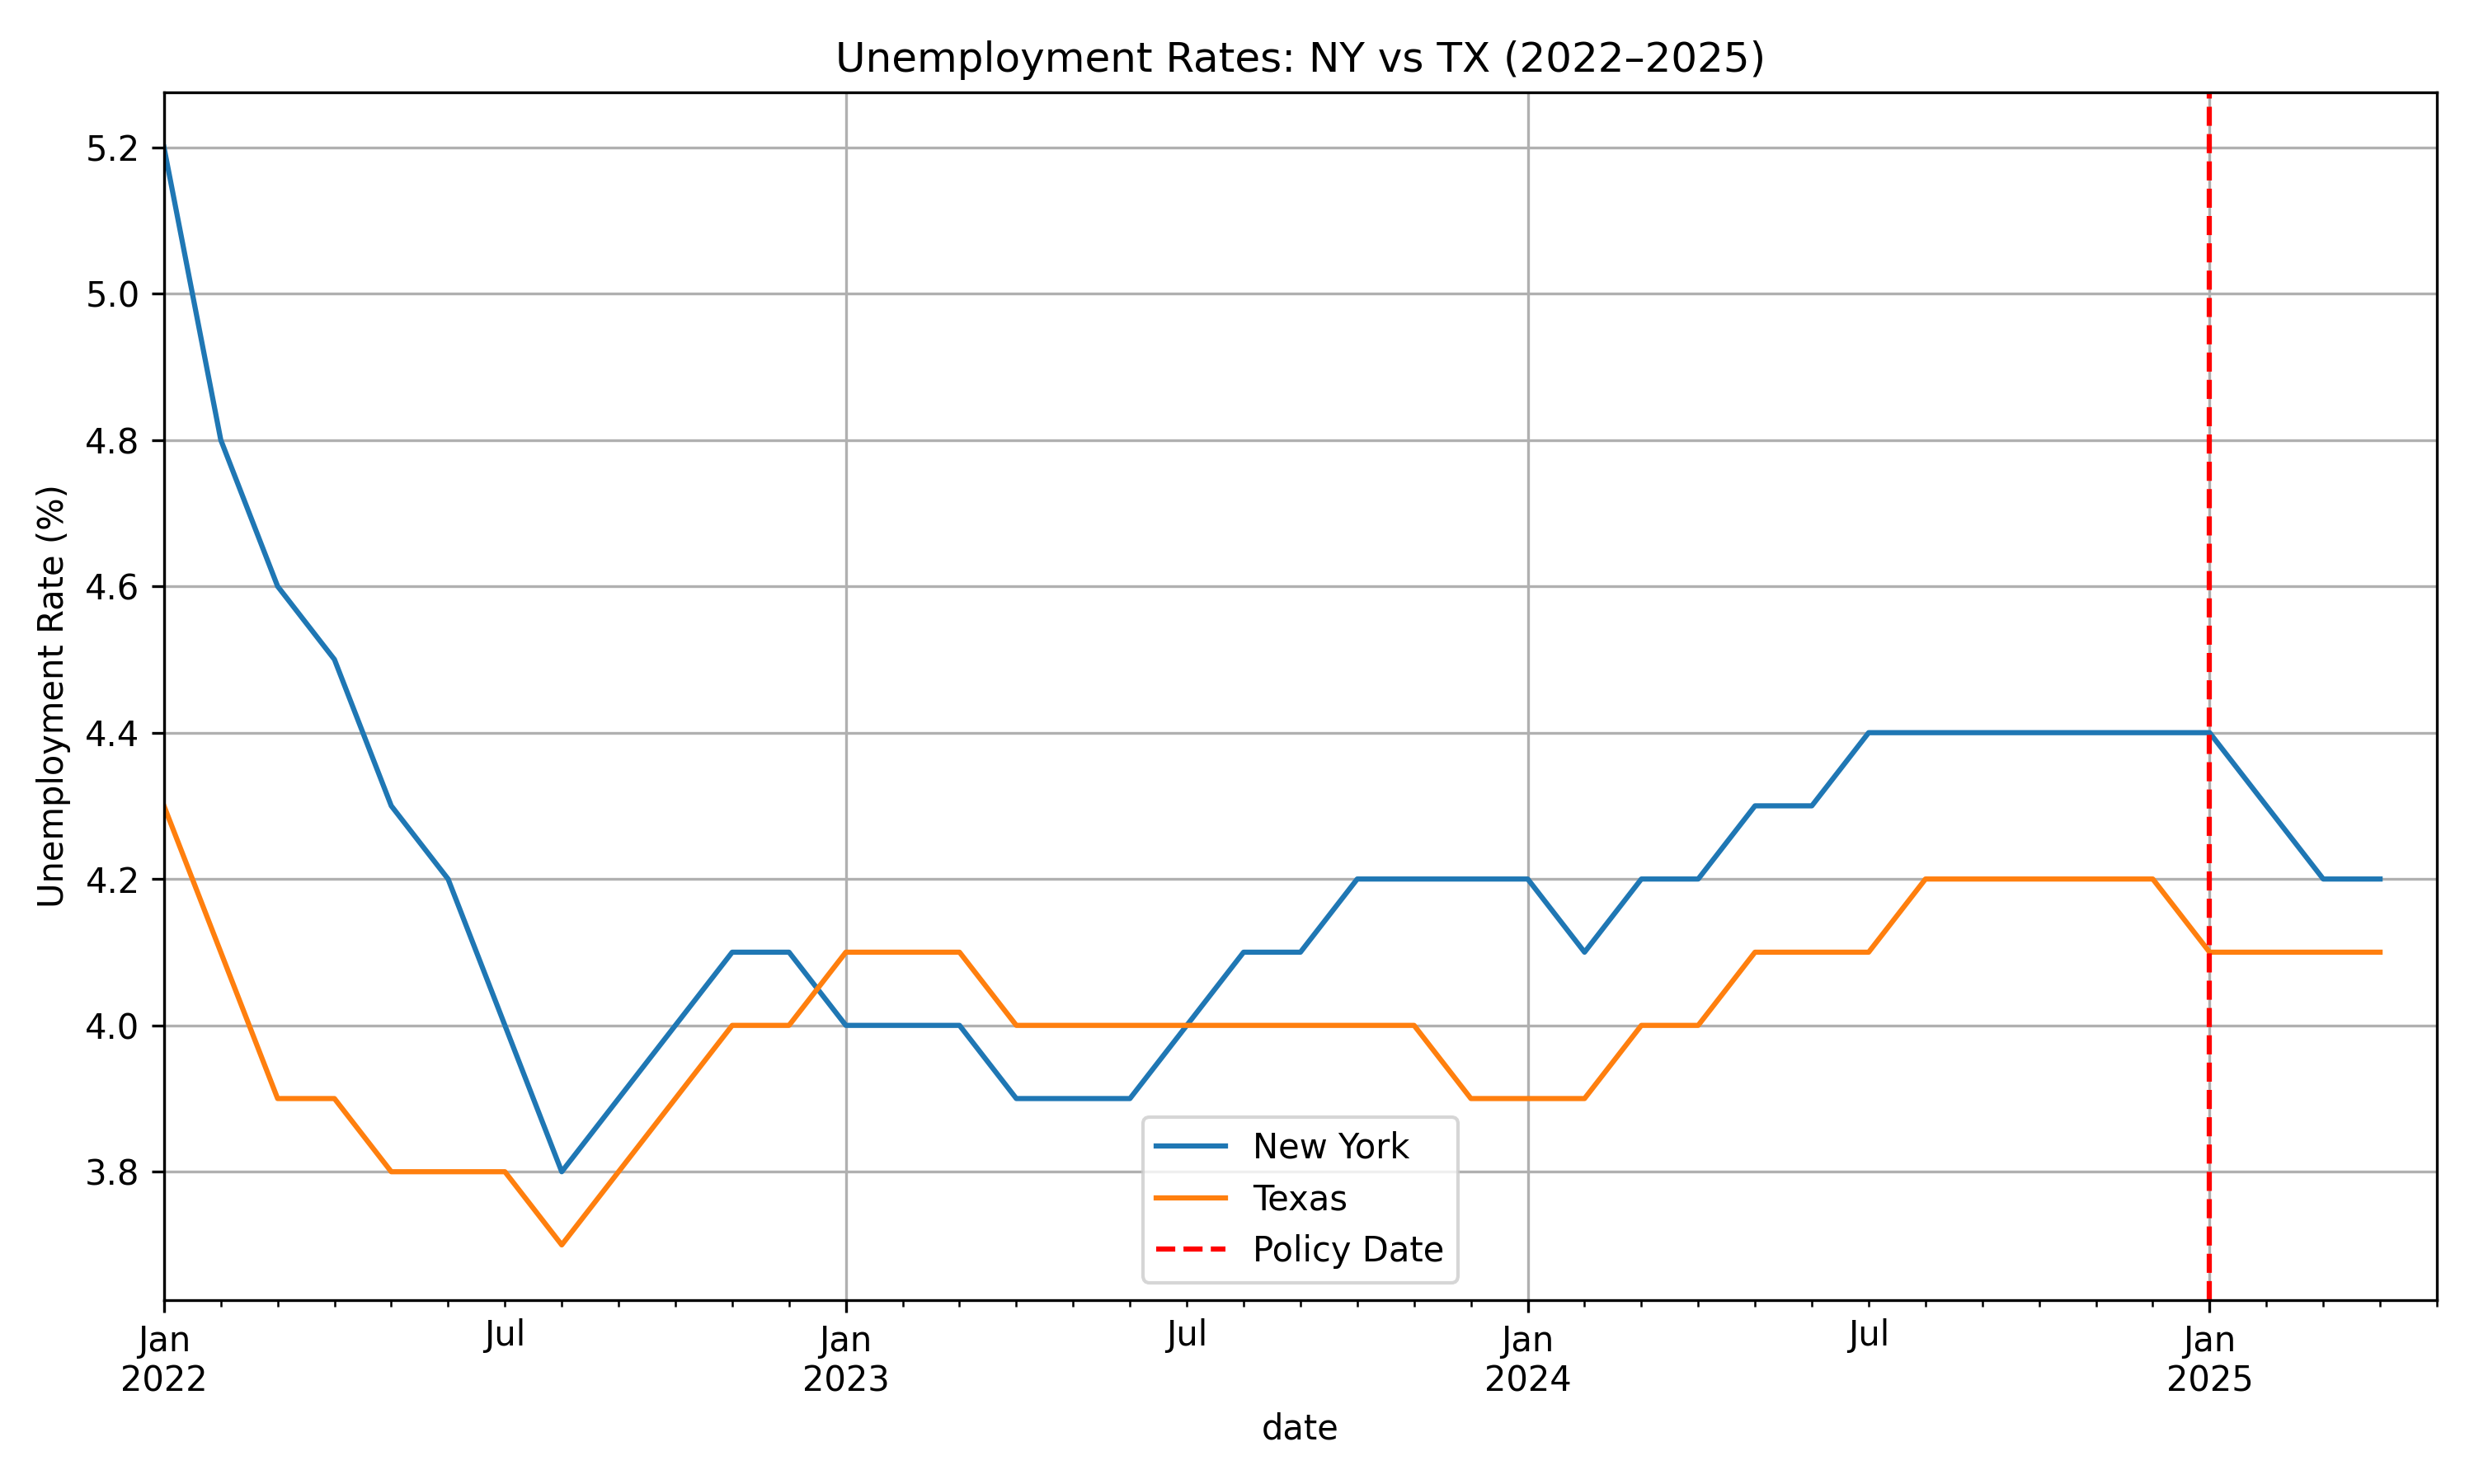 Unemployment Rates: NY vs TX (2022–2025)
Unemployment Rate (%)
5.2
5.0
4.8
4.6
4.4
4.2
4.0
3.8
New York
Texas
Policy Date
Jan
2022
Jul
Jan
2023
Jul
Jan
2024
Jul
Jan
2025
date